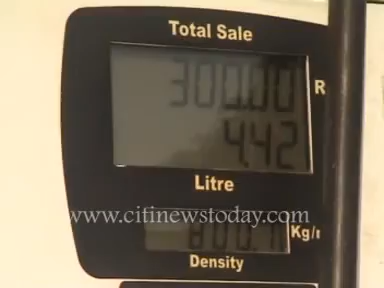 Total Sale
300.00 R
4.42
Litre
www.citinewstoday.com
800.1 Kg/
Density